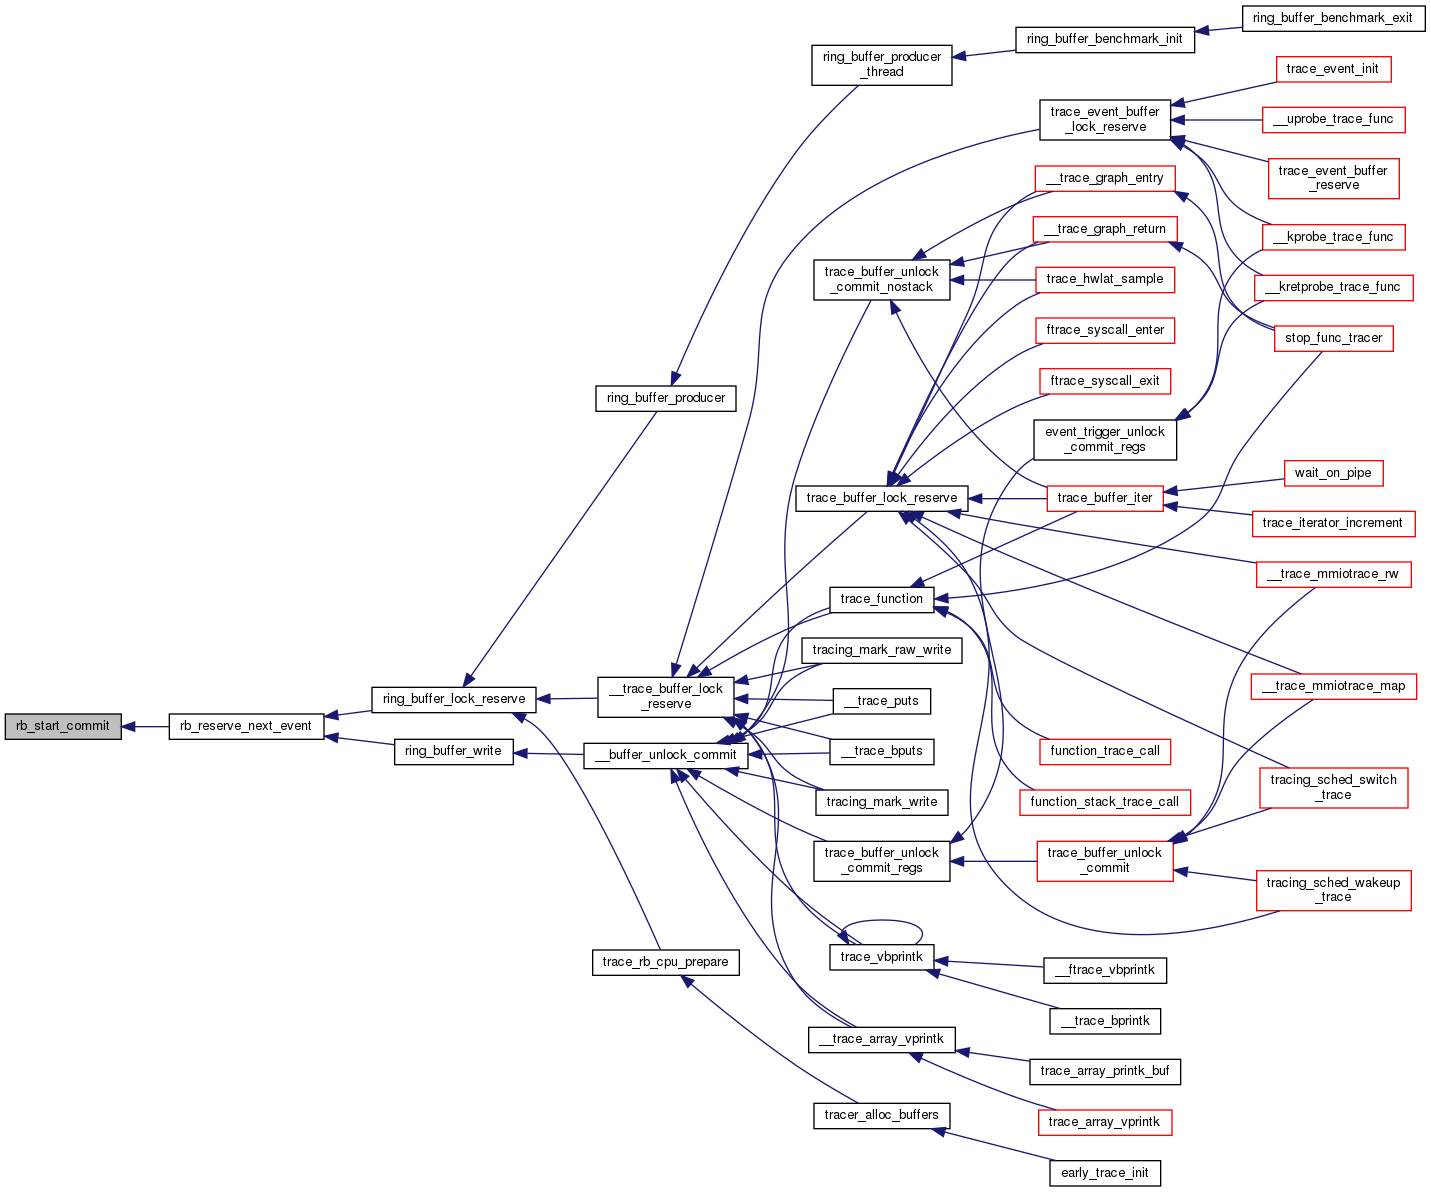 rb_start_commit
rb_reserve_next_event
ring_buffer_lock_reserve
ring_buffer_write
ring_buffer_producer
__trace_buffer_lock
_reserve
__buffer_unlock_commit
trace_rb_cpu_prepare
ring_buffer_producer
_thread
trace_buffer_unlock
_commit_nostack
trace_buffer_lock_reserve
trace_function
tracing_mark_raw_write
__trace_puts
__trace_bputs
tracing_mark_write
trace_buffer_unlock
_commit_regs
trace_vbprintk
__trace_array_vprintk
tracer_alloc_buffers
ring_buffer_benchmark_init
trace_event_buffer
_lock_reserve
__trace_graph_entry
__trace_graph_return
trace_hwlat_sample
ftrace_syscall_enter
ftrace_syscall_exit
event_trigger_unlock
_commit_regs
trace_buffer_iter
function_trace_call
function_stack_trace_call
trace_buffer_unlock
_commit
__ftrace_vbprintk
__trace_bprintk
trace_array_printk_buf
trace_array_vprintk
early_trace_init
ring_buffer_benchmark_exit
trace_event_init
__uprobe_trace_func
trace_event_buffer
_reserve
__kprobe_trace_func
__kretprobe_trace_func
stop_func_tracer
wait_on_pipe
trace_iterator_increment
__trace_mmiotrace_rw
__trace_mmiotrace_map
tracing_sched_switch
_trace
tracing_sched_wakeup
_trace